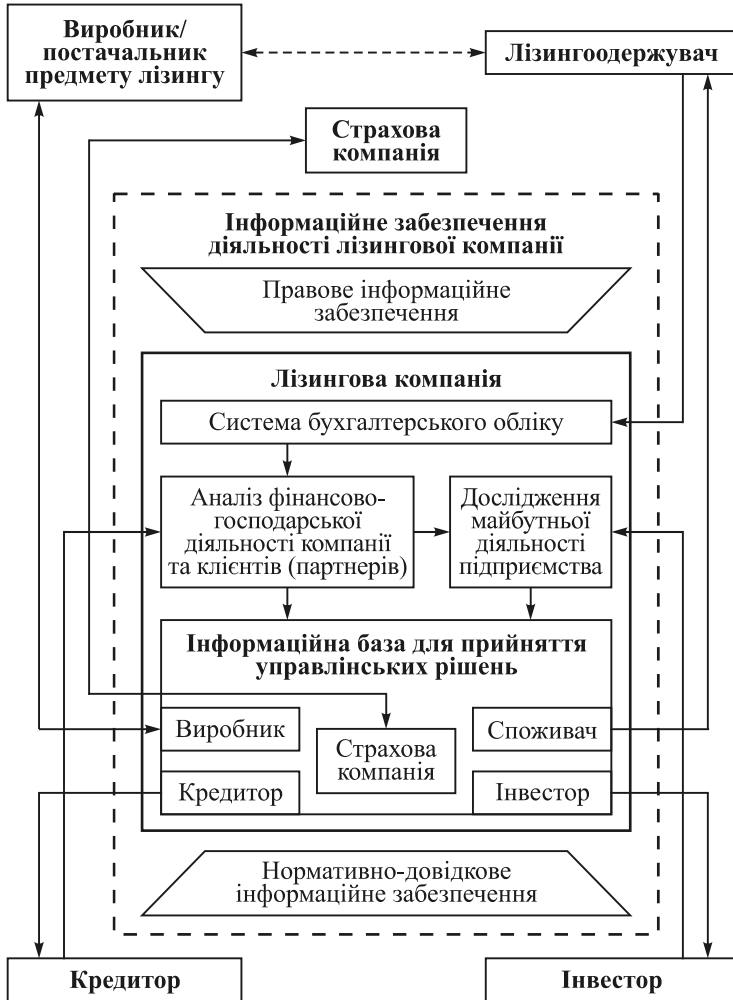 Виробник/
постачальник
предмету лізингу
Лізингоодержувач
Страхова
компанія
Інформаційне забезпечення
діяльності лізингової компанії
Правове інформаційне
забезпечення
Лізингова компанія
Система бухгалтерського обліку
Аналіз фінансово-
господарської
діяльності компанії
та клієнтів (партнерів)
Дослідження
майбутньої
діяльності
підприємства
Інформаційна база для прийняття
управлінських рішень
Виробник
Страхова
компанія
Споживач
Кредитор
Інвестор
Нормативно-довідкове
інформаційне забезпечення
Кредитор
Інвестор